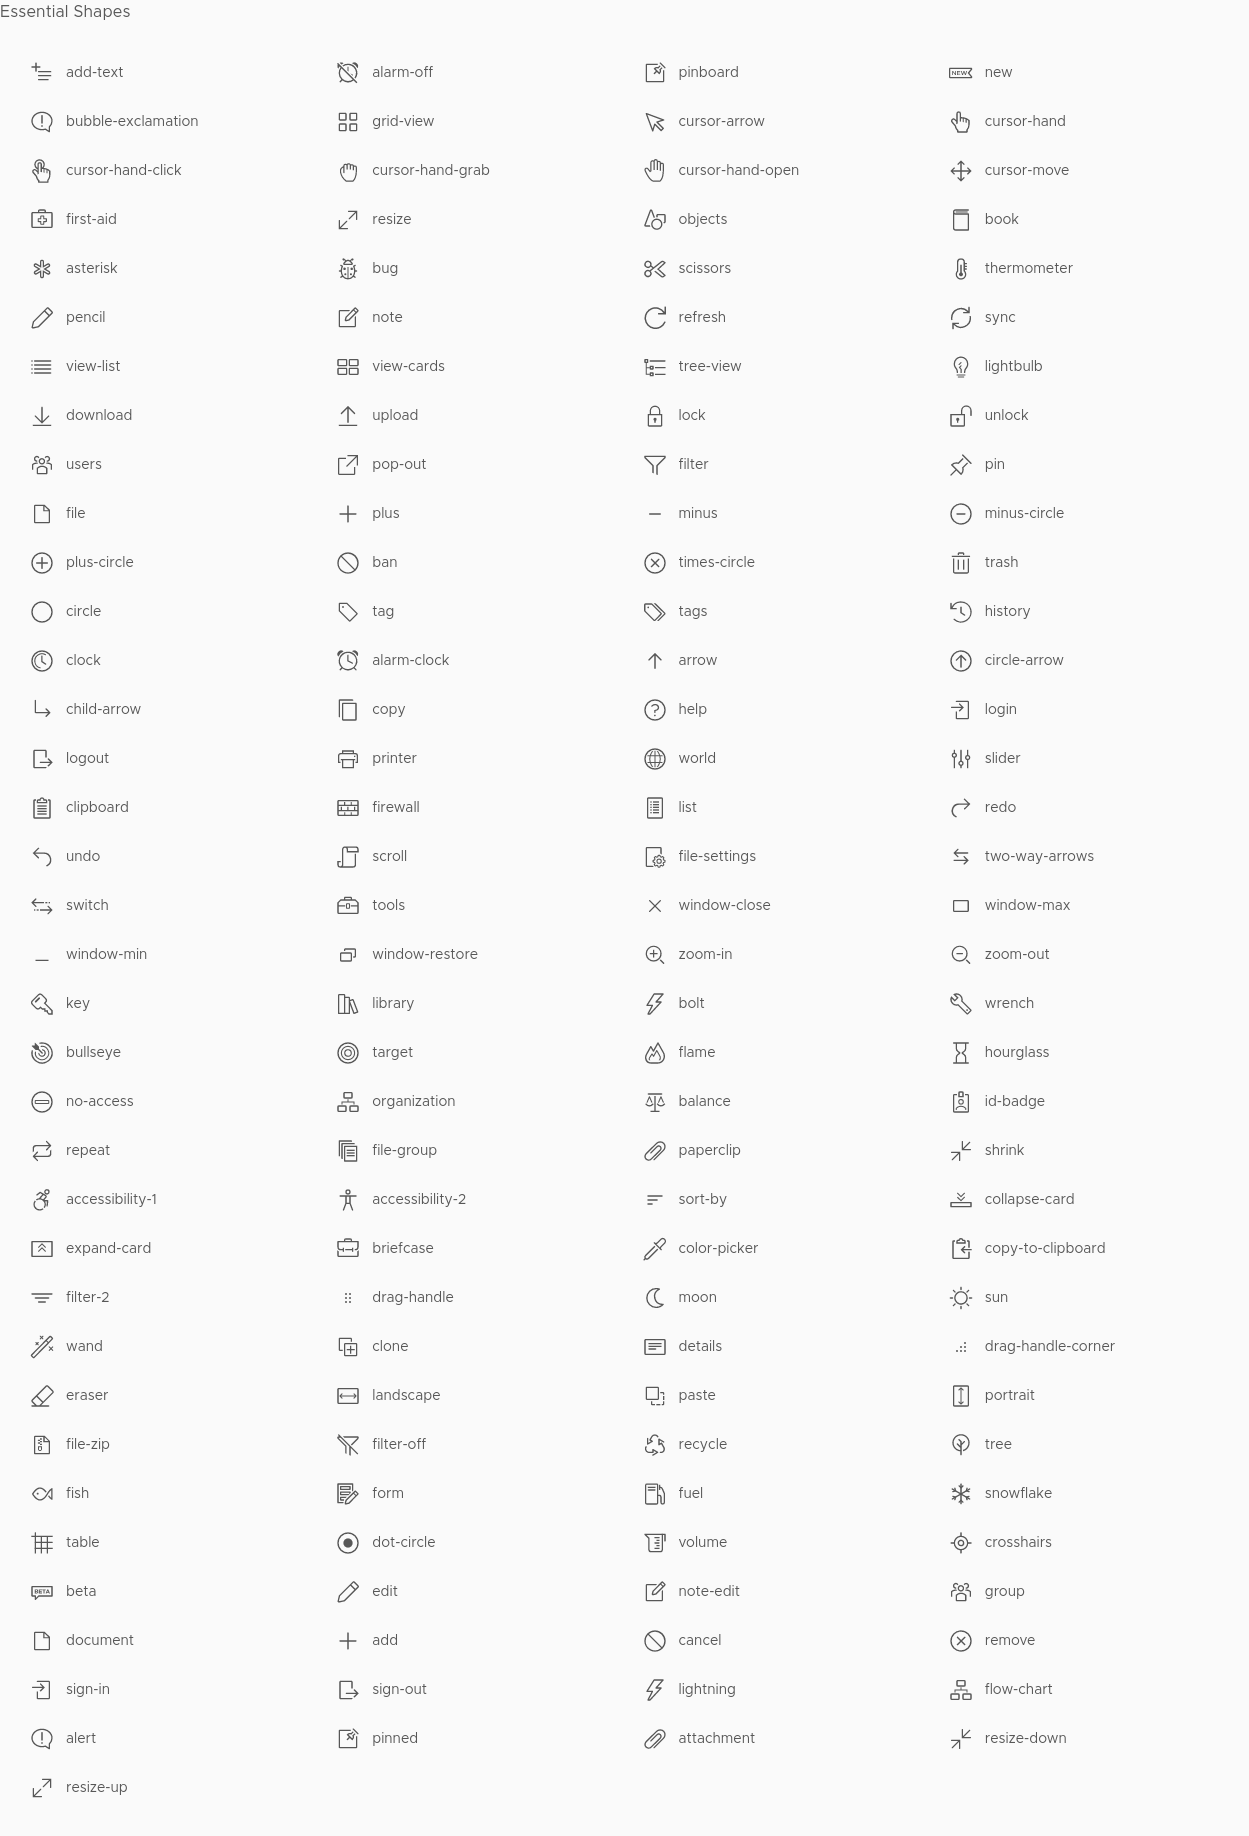 Essential Shapes
add-text alarm-off pinboard NEW new
bubble-exclamation grid-view cursor-arrow cursor-hand
cursor-hand-click cursor-hand-grab cursor-hand-open cursor-move
first-aid resize objects book
asterisk bug scissors thermometer
pencil note refresh sync
view-list view-cards tree-view lightbulb
download upload lock unlock
users pop-out filter pin
file plus minus minus-circle
plus-circle ban times-circle trash
circle tag tags history
clock alarm-clock arrow circle-arrow
child-arrow copy help login
logout printer world slider
clipboard firewall list redo
undo scroll file-settings two-way-arrows
switch tools window-close window-max
window-min window-restore zoom-in zoom-out
key library bolt wrench
bullseye target flame hourglass
no-access organization balance id-badge
repeat file-group paperclip shrink
accessibility-1 accessibility-2 sort-by collapse-card
expand-card briefcase color-picker copy-to-clipboard
filter-2 drag-handle moon sun
wand clone details drag-handle-corner
eraser landscape paste portrait
file-zip filter-off recycle tree
fish form fuel snowflake
table dot-circle volume crosshairs
BETA beta edit note-edit group
document add cancel remove
sign-in sign-out lightning flow-chart
alert pinned attachment resize-down
resize-up